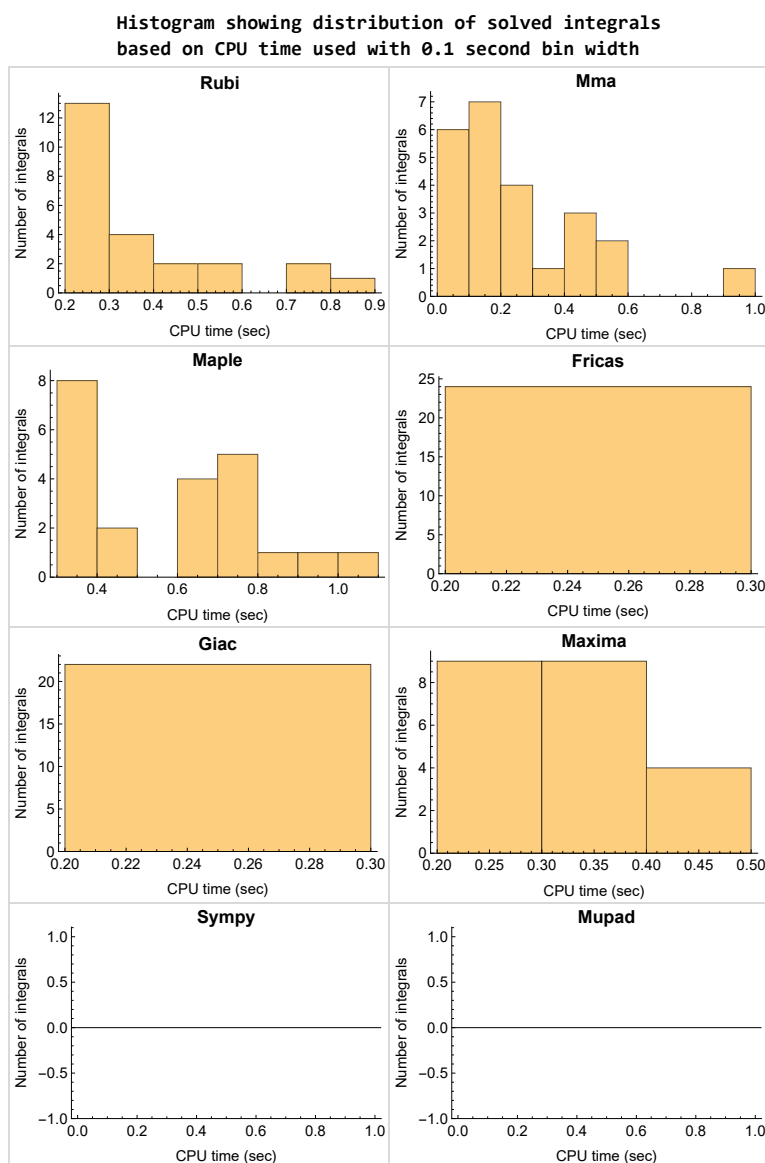 Histogram showing distribution of solved integrals
based on CPU time used with 0.1 second bin width
Rubi
Number of integrals
12
10
8
6
4
2
0
0.2 0.3 0.4 0.5 0.6 0.7 0.8 0.9
CPU time (sec)
Mma
Number of integrals
7
6
5
4
3
2
1
0
0.0 0.2 0.4 0.6 0.8 1.0
CPU time (sec)
Maple
Number of integrals
8
6
4
2
0
0.4 0.6 0.8 1.0
CPU time (sec)
Fricas
Number of integrals
25
20
15
10
5
0
0.20 0.22 0.24 0.26 0.28 0.30
CPU time (sec)
Giac
Number of integrals
20
15
10
5
0
0.20 0.22 0.24 0.26 0.28 0.30
CPU time (sec)
Maxima
Number of integrals
8
6
4
2
0
0.20 0.25 0.30 0.35 0.40 0.45 0.50
CPU time (sec)
Sympy
Number of integrals
1.0
0.5
0.0
−0.5
−1.0
0.0 0.2 0.4 0.6 0.8 1.0
CPU time (sec)
Mupad
Number of integrals
1.0
0.5
0.0
−0.5
−1.0
0.0 0.2 0.4 0.6 0.8 1.0
CPU time (sec)